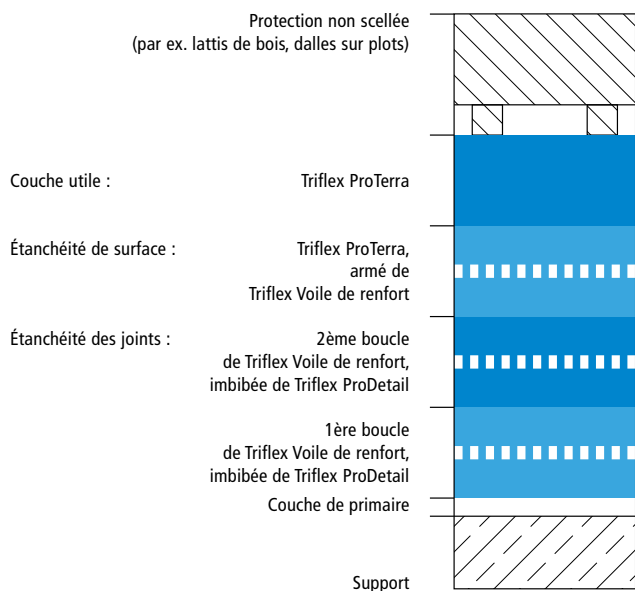 Protection non scellée
(par ex. lattis de bois, dalles sur plots)
Couche utile : Triflex ProTerra
Étanchéité de surface : Triflex ProTerra,
armé de
Triflex Voile de renfort
Étanchéité des joints : 2ème boucle
de Triflex Voile de renfort,
imbibée de Triflex ProDetail
1ère boucle
de Triflex Voile de renfort,
imbibée de Triflex ProDetail
Couche de primaire
Support